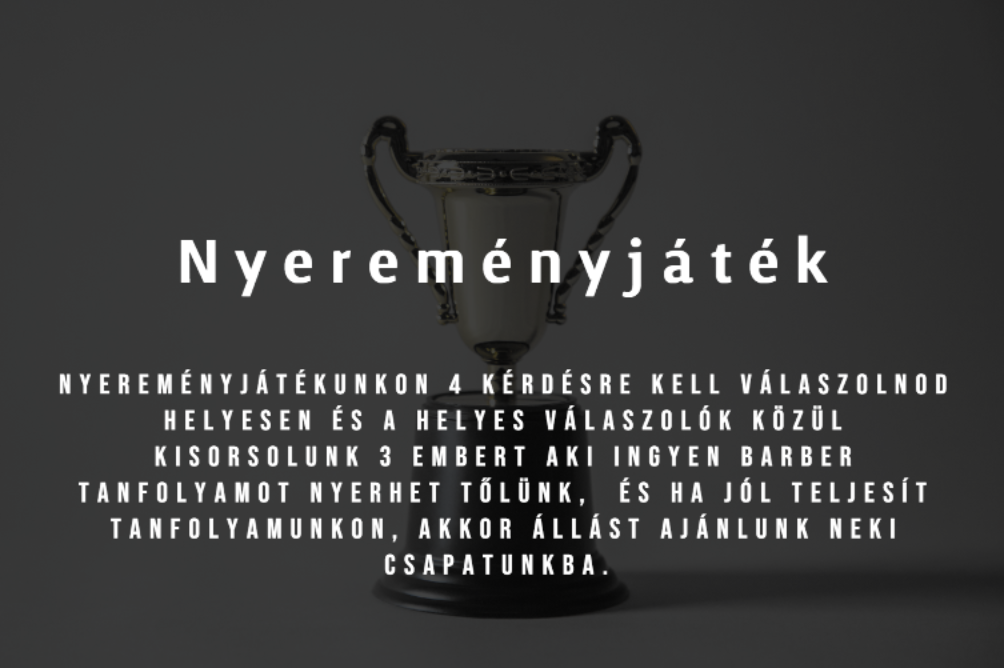 Nyereményjáték
NYEREMÉNYJÁTÉKUNKON 4 KÉRDÉSRE KELL VÁLASZOLNOD
HELYESEN ÉS A HELYES VÁLASZOLÓK KÖZÜL
KISORSOLUNK 3 EMBERT AKI INGYEN BARBER
TANFOLYAMOT NYERHET TŐLÜNK, ÉS HA JÓL TELJESÍT
TANFOLYAMUNKON, AKKOR ÁLLÁST AJÁNLUNK NEKI
CSAPATUNKBA.